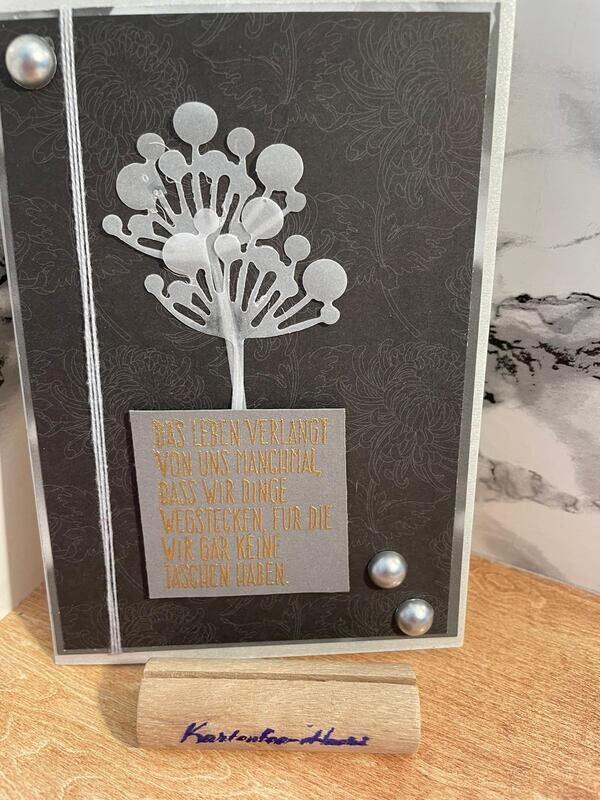 DAS LEBEN VERLANGT
VON UNS MANCHMAL,
DASS WIR DINGE
WEGSTECKEN, FÜR DIE
WIR GAR KEINE
TASCHEN HABEN.